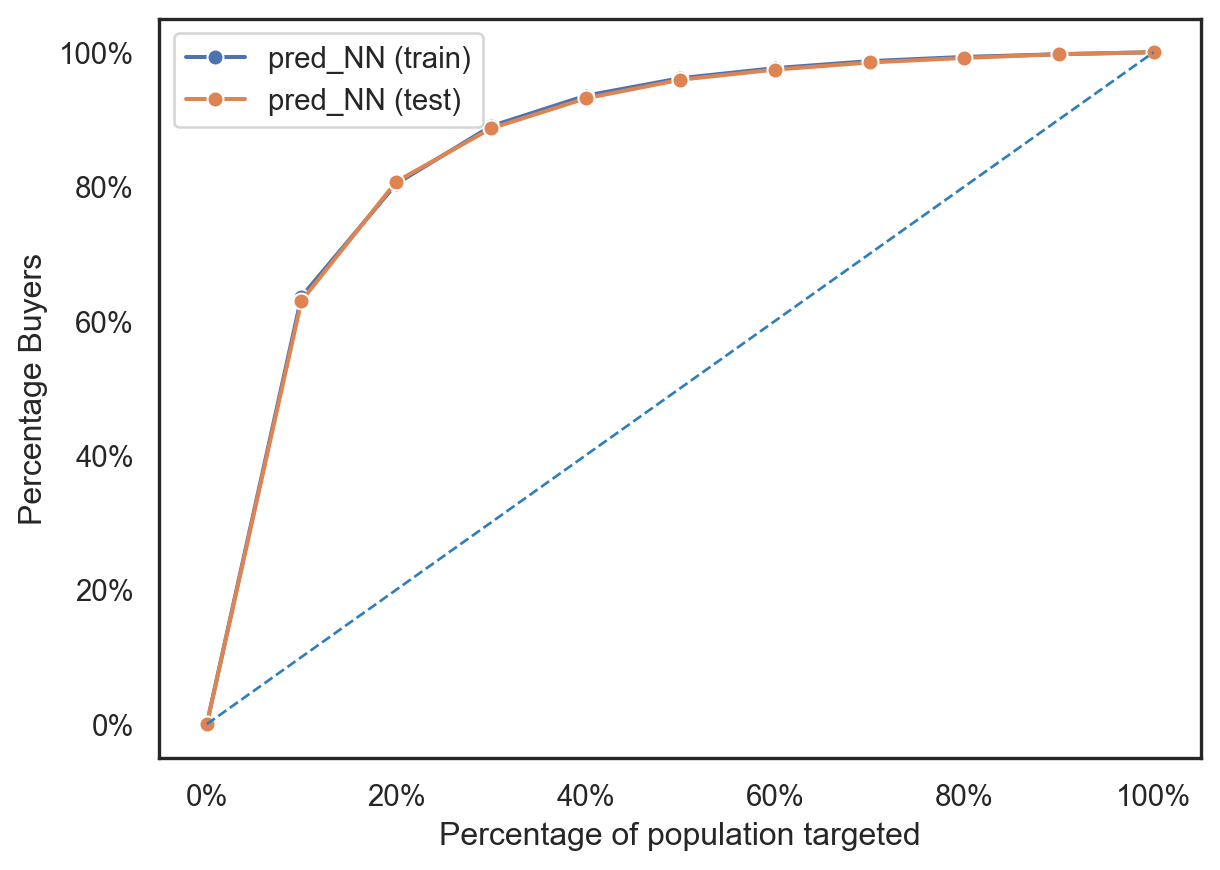 pred_NN (train)
pred_NN (test)
100%
80%
60%
40%
20%
0%
Percentage Buyers
0% 20% 40% 60% 80% 100%
Percentage of population targeted